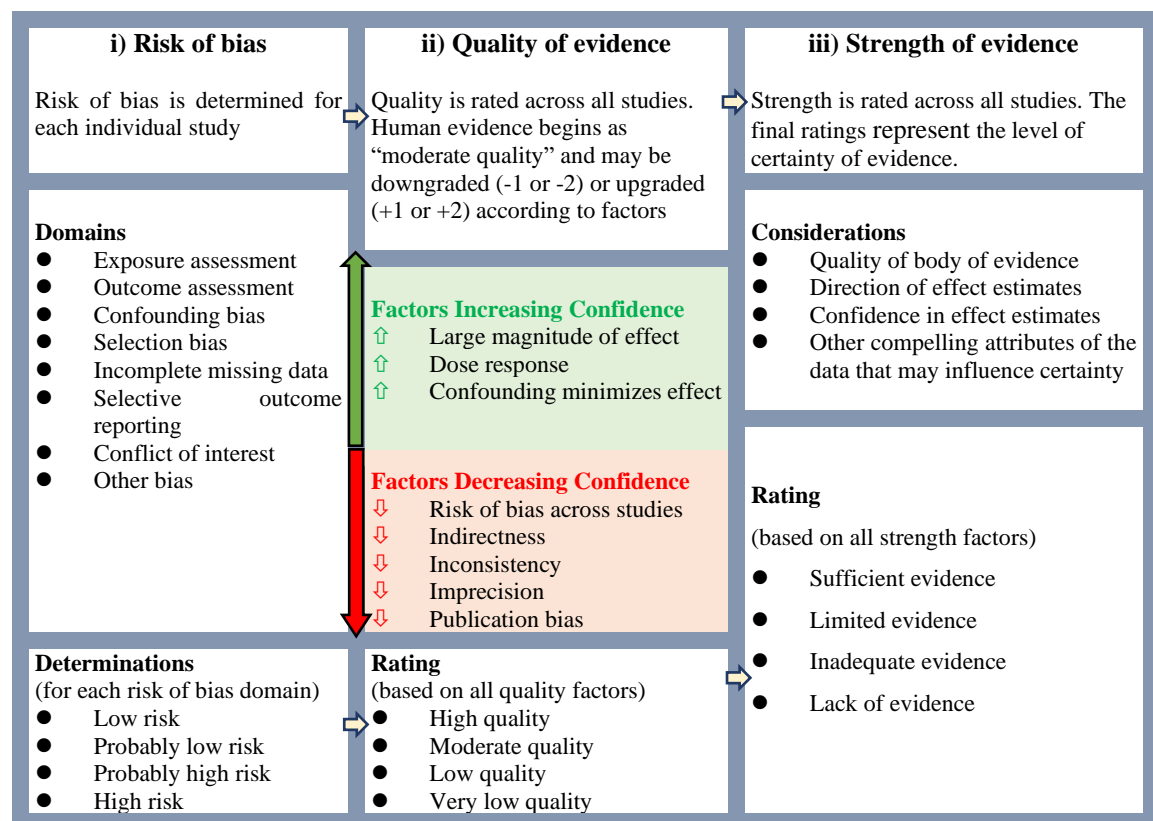 i) Risk of bias
Risk of bias is determined for
each individual study
Domains
● Exposure assessment
● Outcome assessment
● Confounding bias
● Selection bias
● Incomplete missing data
● Selective outcome
reporting
● Conflict of interest
● Other bias
Determinations
(for each risk of bias domain)
● Low risk
● Probably low risk
● Probably high risk
● High risk
ii) Quality of evidence
Quality is rated across all studies.
Human evidence begins as
“moderate quality” and may be
downgraded (-1 or -2) or upgraded
(+1 or +2) according to factors
Factors Increasing Confidence
⇧ Large magnitude of effect
⇧ Dose response
⇧ Confounding minimizes effect
Factors Decreasing Confidence
⇩ Risk of bias across studies
⇩ Indirectness
⇩ Inconsistency
⇩ Imprecision
⇩ Publication bias
Rating
(based on all quality factors)
● High quality
● Moderate quality
● Low quality
● Very low quality
iii) Strength of evidence
Strength is rated across all studies. The
final ratings represent the level of
certainty of evidence.
Considerations
● Quality of body of evidence
● Direction of effect estimates
● Confidence in effect estimates
● Other compelling attributes of the
data that may influence certainty
Rating
(based on all strength factors)
● Sufficient evidence
● Limited evidence
● Inadequate evidence
● Lack of evidence